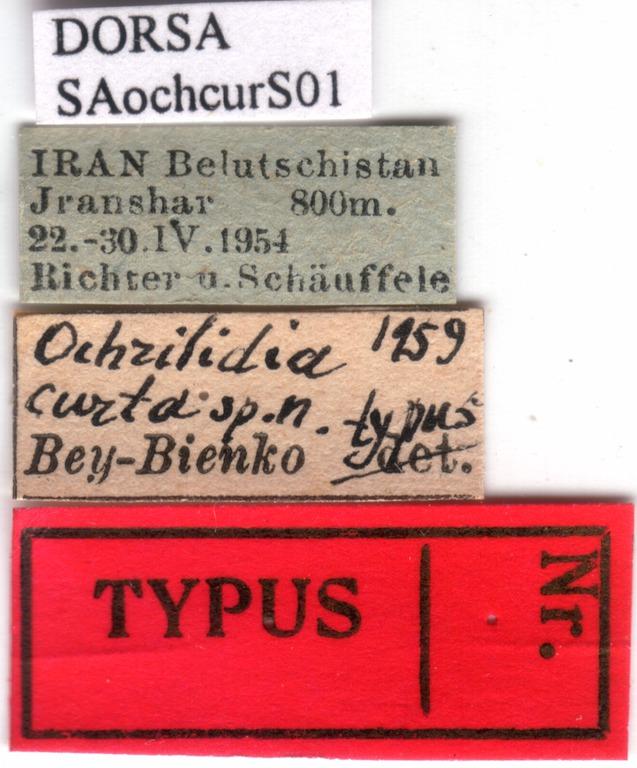 DORSA
SAochcurS01
IRAN Belutschistan
Jranshar 800m.
22.-30.IV.1954
Richter u. Schäuffele
Ochrilidia 1959
curta sp.n. typus
Bey-Bienko det.
TYPUS
Nr.